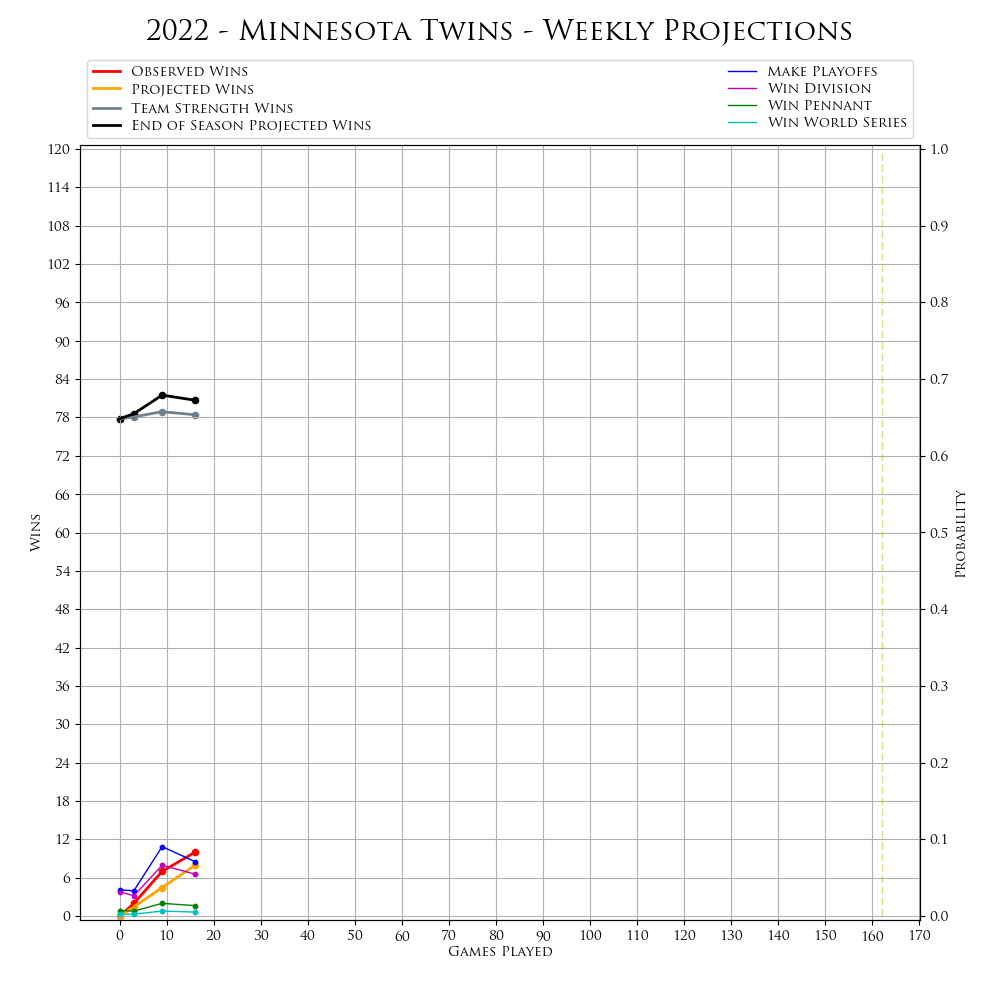 2022 - Minnesota Twins - Weekly Projections
Observed Wins
Projected Wins
Team Strength Wins
End of Season Projected Wins
Make Playoffs
Win Division
Win Pennant
Win World Series
120
114
108
102
96
90
84
78
72
66
60
54
48
42
36
30
24
18
12
6
0
Wins
1.0
0.9
0.8
0.7
0.6
0.5
0.4
0.3
0.2
0.1
0.0
Probability
0 10 20 30 40 50 60 70 80 90 100 110 120 130 140 150 160 170
Games Played